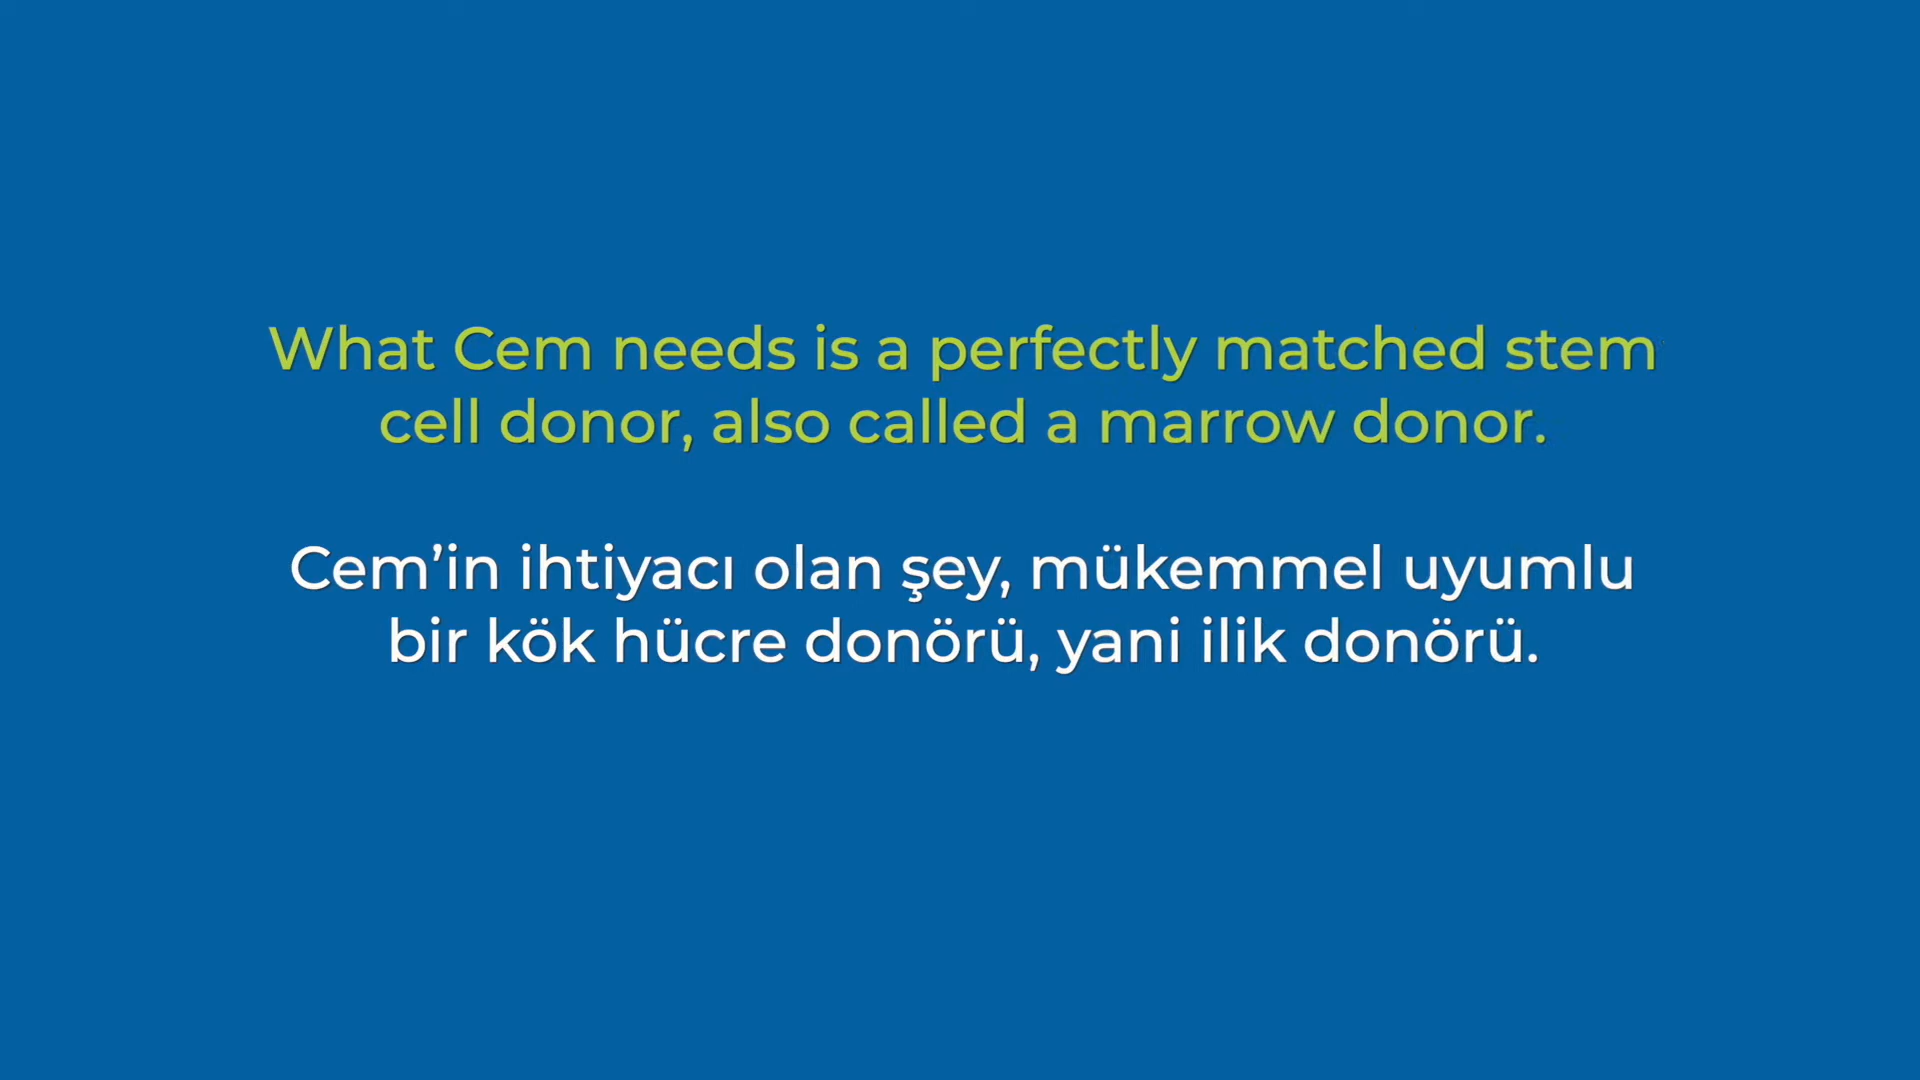 What Cem needs is a perfectly matched stem
cell donor, also called a marrow donor.
Cem’in ihtiyacı olan şey, mükemmel uyumlu
bir kök hücre donörü, yani ilik donörü.